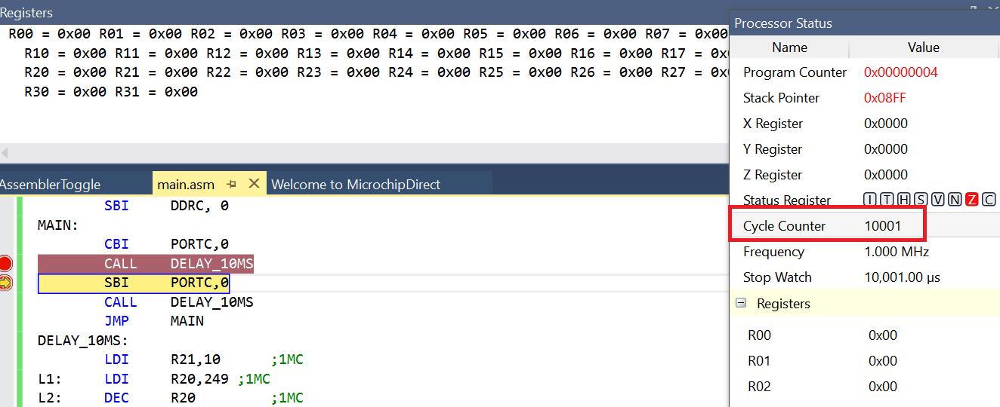 Registers
R00 = 0x00 R01 = 0x00 R02 = 0x00 R03 = 0x00 R04 = 0x00 R05 = 0x00 R06 = 0x00 R07 = 0x00
R10 = 0x00 R11 = 0x00 R12 = 0x00 R13 = 0x00 R14 = 0x00 R15 = 0x00 R16 = 0x00 R17 =
R20 = 0x00 R21 = 0x00 R22 = 0x00 R23 = 0x00 R24 = 0x00 R25 = 0x00 R26 = 0x00 R27 =
R30 = 0x00 R31 = 0x00
AssemblerToggle main.asm Welcome to MicrochipDirect
SBI DDRC, 0
MAIN:
CBI PORTC,0
CALL DELAY_10MS
SBI PORTC,0
CALL DELAY_10MS
JMP MAIN
DELAY_10MS:
LDI R21,10 ;1MC
L1: LDI R20,249 ;1MC
L2: DEC R20 ;1MC
Processor Status
Name Value
Program Counter 0x00000004
Stack Pointer 0x08FF
X Register 0x0000
Y Register 0x0000
Z Register 0x0000
Status Register I T H S V N Z C
Cycle Counter 10001
Frequency 1.000 MHz
Stop Watch 10,001.00 µs
Registers
R00 0x00
R01 0x00
R02 0x00